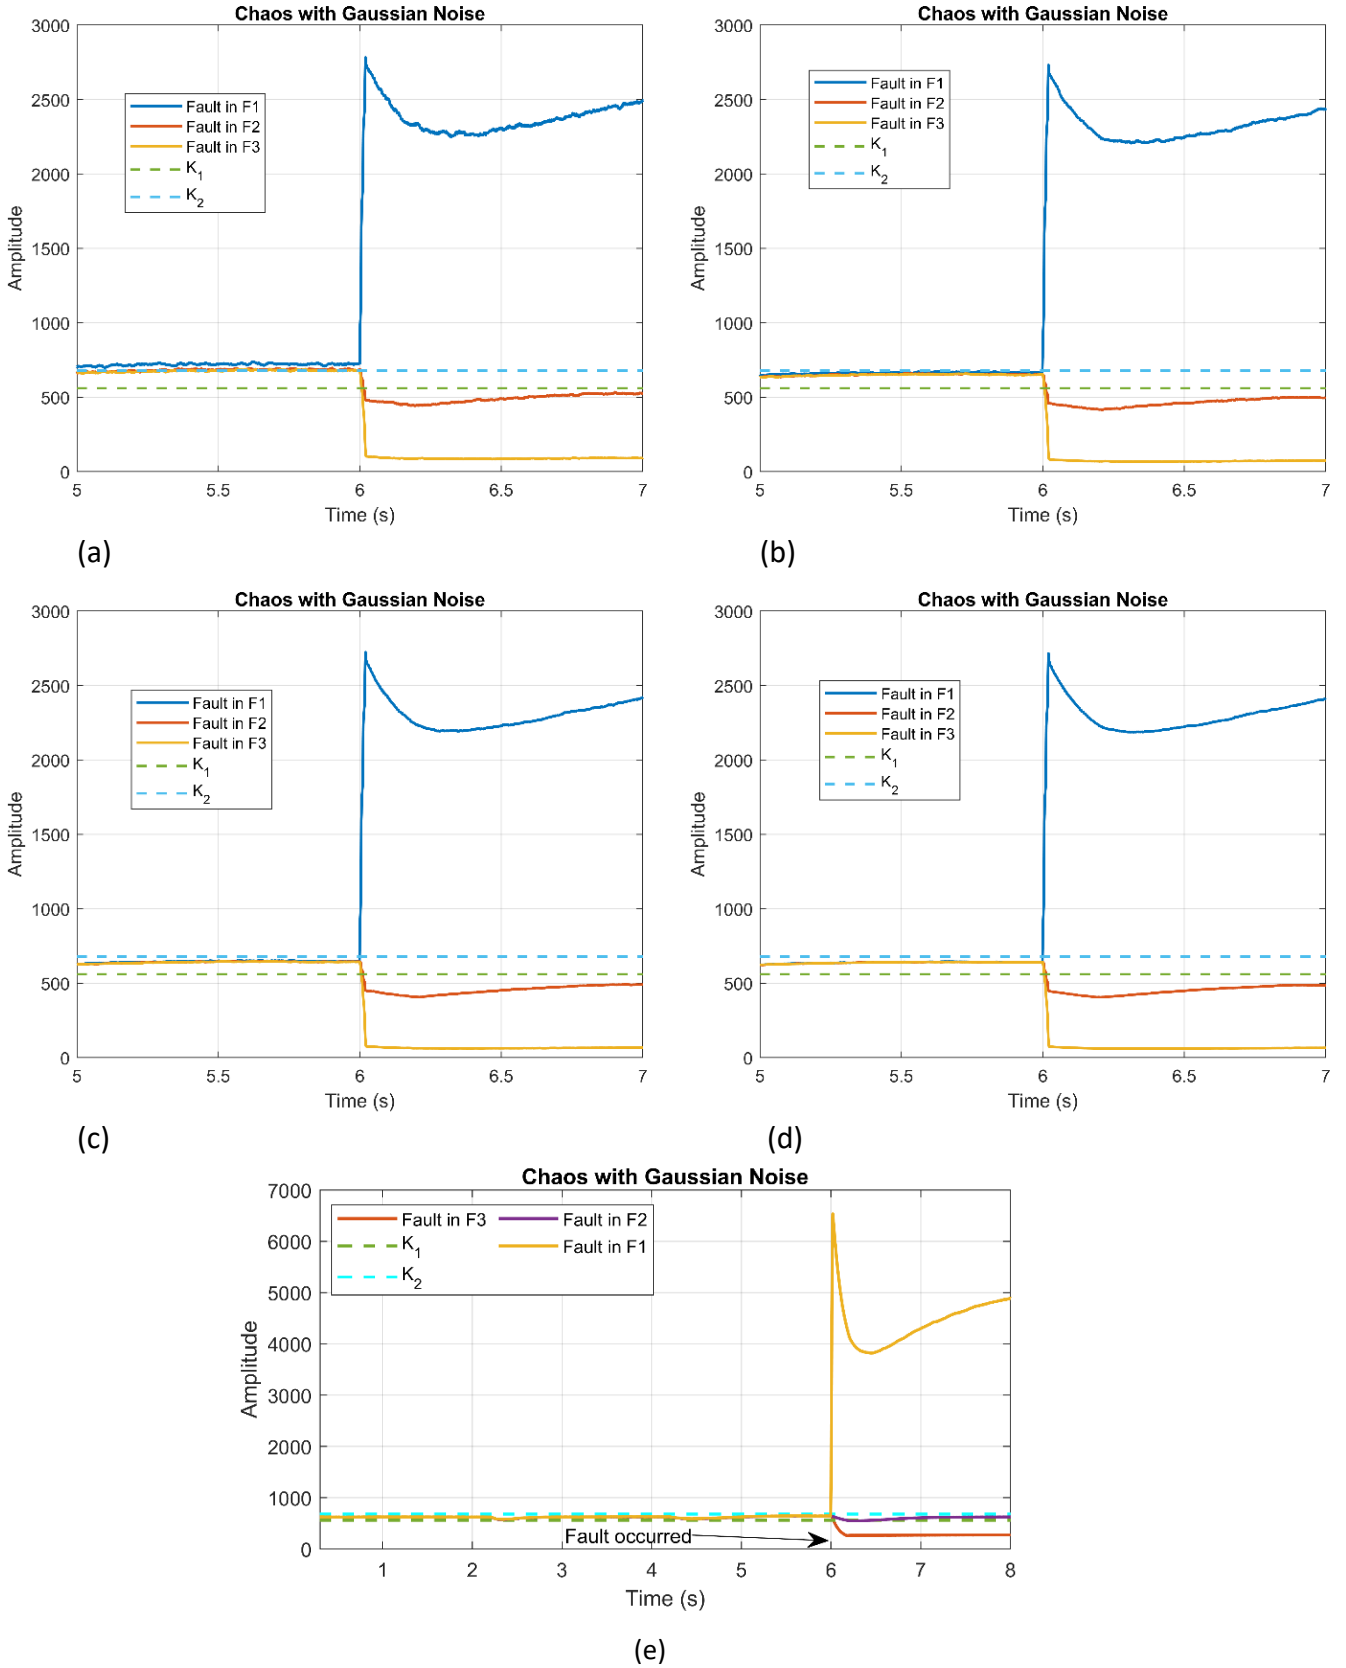 Chaos with Gaussian Noise
3000
2500
2000
1500
1000
500
0
Amplitude
Fault in F1
Fault in F2
Fault in F3
K1
K2
5
5.5
6
6.5
7
Time (s)
(a)
Chaos with Gaussian Noise
3000
2500
2000
1500
1000
500
0
Amplitude
Fault in F1
Fault in F2
Fault in F3
K1
K2
5
5.5
6
6.5
7
Time (s)
(b)
Chaos with Gaussian Noise
3000
2500
2000
1500
1000
500
0
Amplitude
Fault in F1
Fault in F2
Fault in F3
K1
K2
5
5.5
6
6.5
7
Time (s)
(c)
Chaos with Gaussian Noise
3000
2500
2000
1500
1000
500
0
Amplitude
Fault in F1
Fault in F2
Fault in F3
K1
K2
5
5.5
6
6.5
7
Time (s)
(d)
Chaos with Gaussian Noise
7000
6000
5000
4000
3000
2000
1000
0
Amplitude
Fault in F3
K1
K2
Fault in F2
Fault in F1
Fault occurred
1
2
3
4
5
6
7
8
Time (s)
(e)